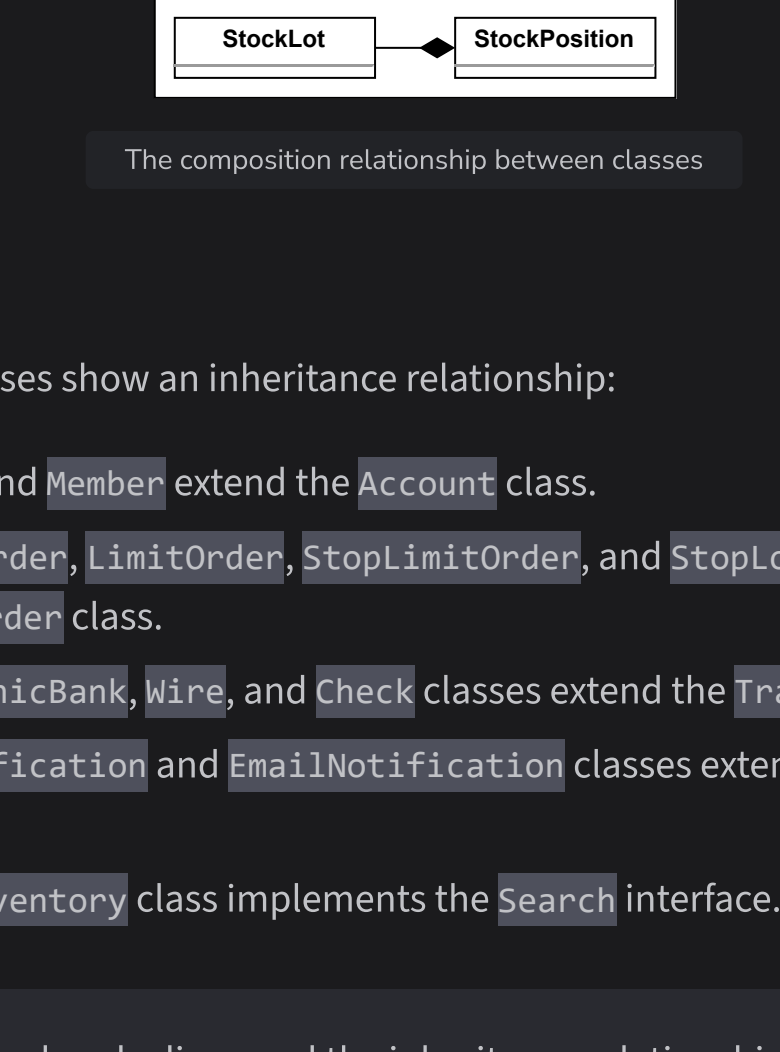 StockLot StockPosition
The composition relationship between classes
ses show an inheritance relationship:
nd Member extend the Account class.
rder, LimitOrder, StopLimitOrder, and StopLo
rder class.
nicBank, Wire, and Check classes extend the Tra
fication and EmailNotification classes exten
ventory class implements the Search interface.